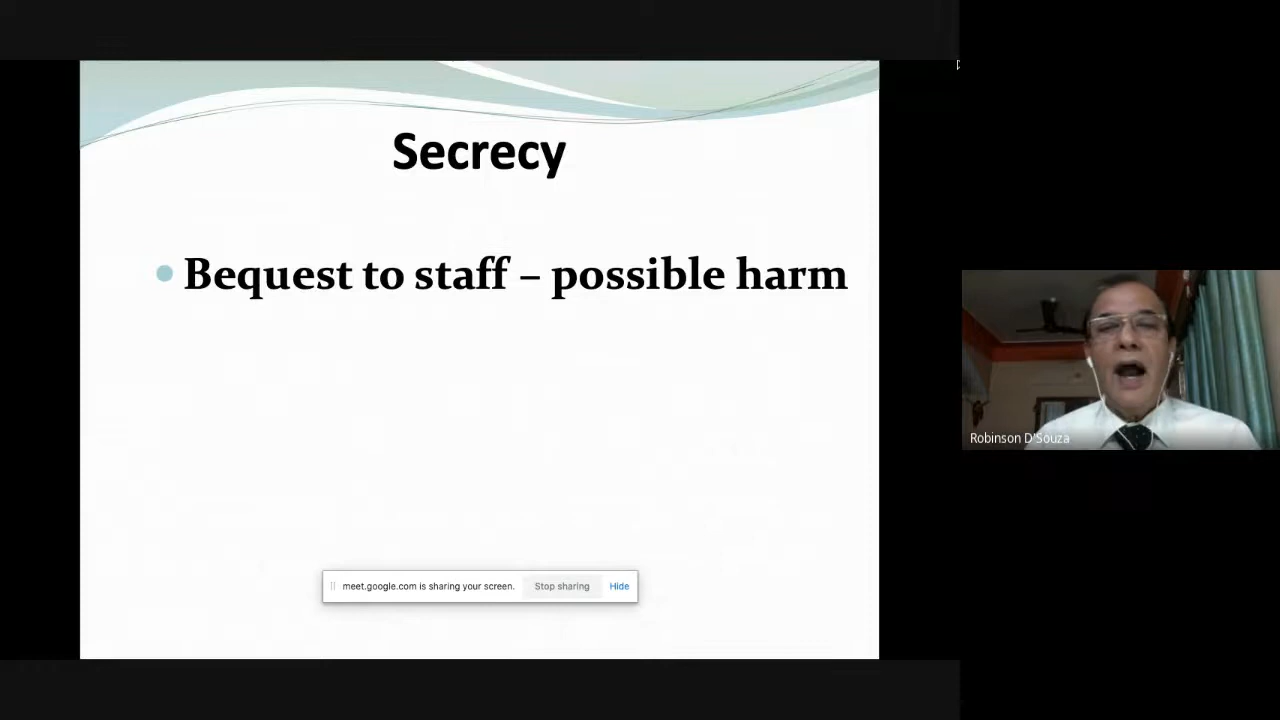 Secrecy
• Bequest to staff – possible harm
meet.google.com is sharing your screen. Stop sharing Hide
Robinson D'Souza